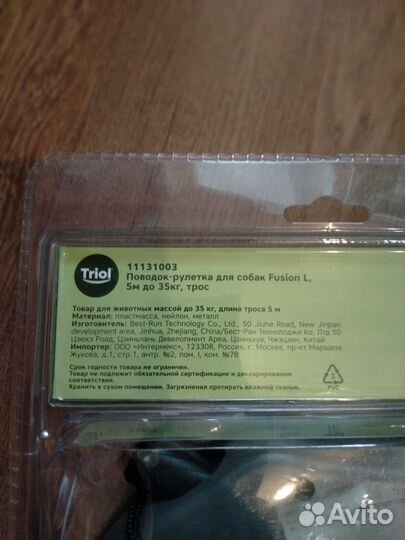 Triol
11131003
Поводок-рулетка для собак Fusion L,
5м до 35кг, трос
Товар для животных массой до 35 кг, длина троса 5 м
Материал: пластмасса, нейлон, металл
Изготовитель: Best-Run Technology Co., Ltd., 50 Jiuhe Road, New Jinpan
development area, Jinhua, Zhejiang, China/Бест-Ран Текнолоджи Ко, Лтд 50
Цзюхэ Роад, Цзиньпань Девелопмент Ареа, Цзиньхуа, Чжэцзян, Китай
Импортер: ООО «Интермекс», 123308, Россия, г. Москва, пр-кт Маршала
Жукова, д.1, стр.1, антр. №2, пом. I, ком. №78
Срок годности товара не ограничен.
Товар не подлежит обязательной сертификации и декларированию
соответствия.
Хранить в сухом помещении. Загрязнения протирать влажной тканью.
3
PVC
Avito